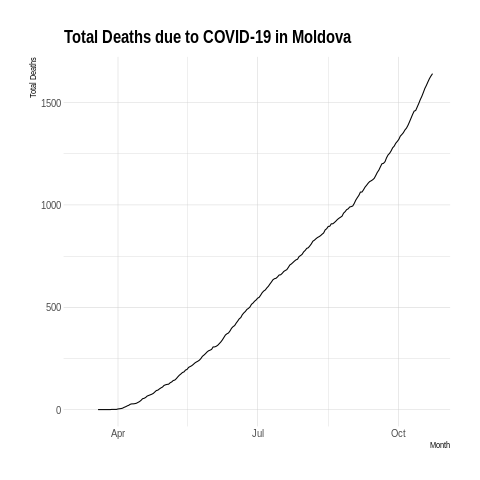 Total Deaths due to COVID-19 in Moldova
Total Deaths
1500
1000
500
0
Apr
Jul
Oct
Month